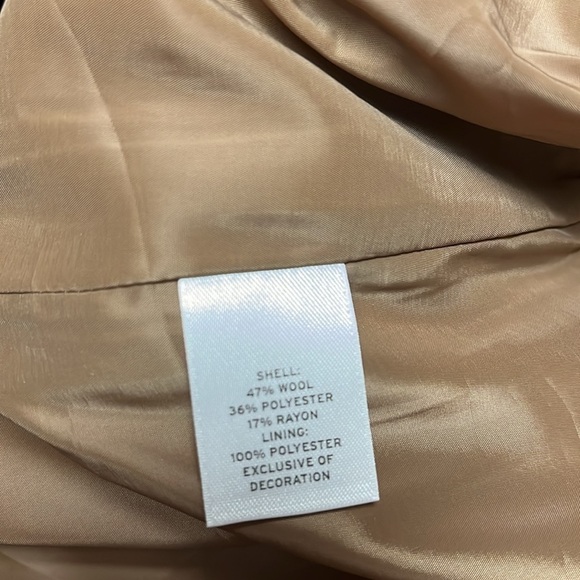 SHELL:
47% WOOL
36% POLYESTER
17% RAYON
LINING:
100% POLYESTER
EXCLUSIVE OF
DECORATION